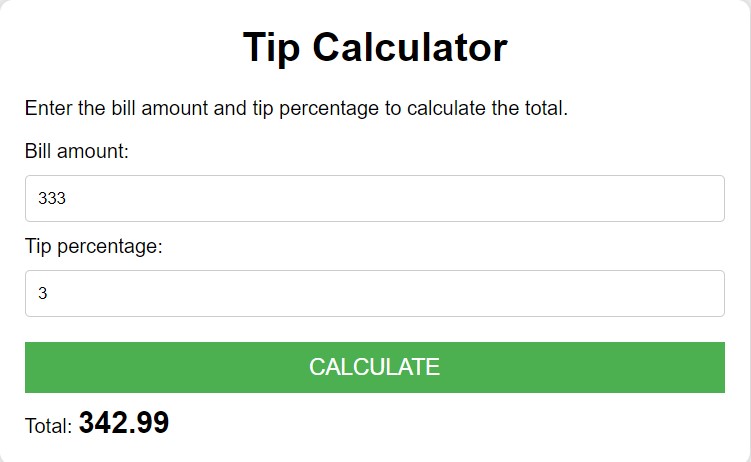 Tip Calculator
Enter the bill amount and tip percentage to calculate the total.
Bill amount:
333
Tip percentage:
3
CALCULATE
Total: 342.99